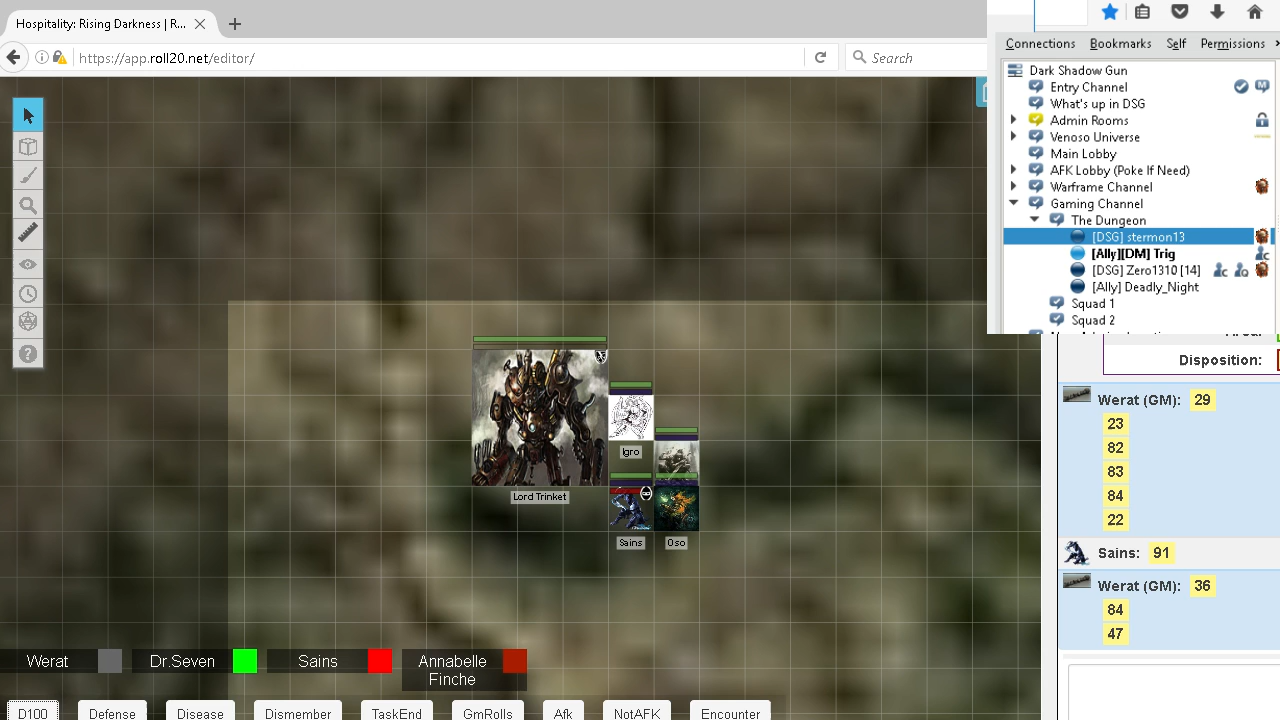 Hospitality: Rising Darkness | R...
https://app.roll20.net/editor/
Search
Connections Bookmarks Self Permissions
Dark Shadow Gun
Entry Channel
What's up in DSG
Admin Rooms
Venoso Universe
Main Lobby
AFK Lobby (Poke If Need)
Warframe Channel
Gaming Channel
The Dungeon
[DSG] stermon13
[Ally][DM] Trig
[DSG] Zero1310 [14]
[Ally] Deadly_Night
Squad 1
Squad 2
Disposition:
Werat (GM): 29
23
82
83
84
22
Sains: 91
Werat (GM): 36
84
47
Igro
Lord Trinket
Sains
Oso
Werat
Dr.Seven
Sains
Annabelle
Finche
D100
Defense
Disease
Dismember
TaskEnd
GmRolls
Afk
NotAFK
Encounter